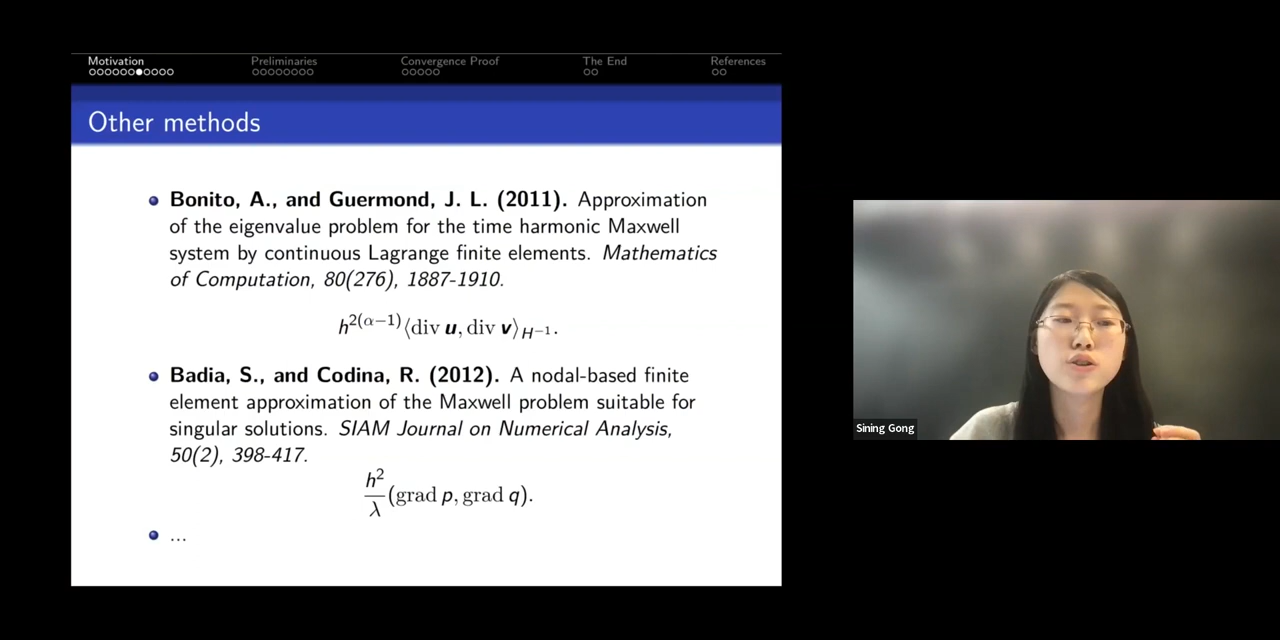 Motivation Preliminaries Convergence Proof The End References
Other methods
Bonito, A., and Guermond, J. L. (2011). Approximation
of the eigenvalue problem for the time harmonic Maxwell
system by continuous Lagrange finite elements. Mathematics
of Computation, 80(276), 1887-1910.
h^{2(α−1)}⟨div u, div v⟩_{H^{−1}}.
Badia, S., and Codina, R. (2012). A nodal-based finite
element approximation of the Maxwell problem suitable for
singular solutions. SIAM Journal on Numerical Analysis,
50(2), 398-417.
h²/λ (grad p, grad q).
...
Sining Gong